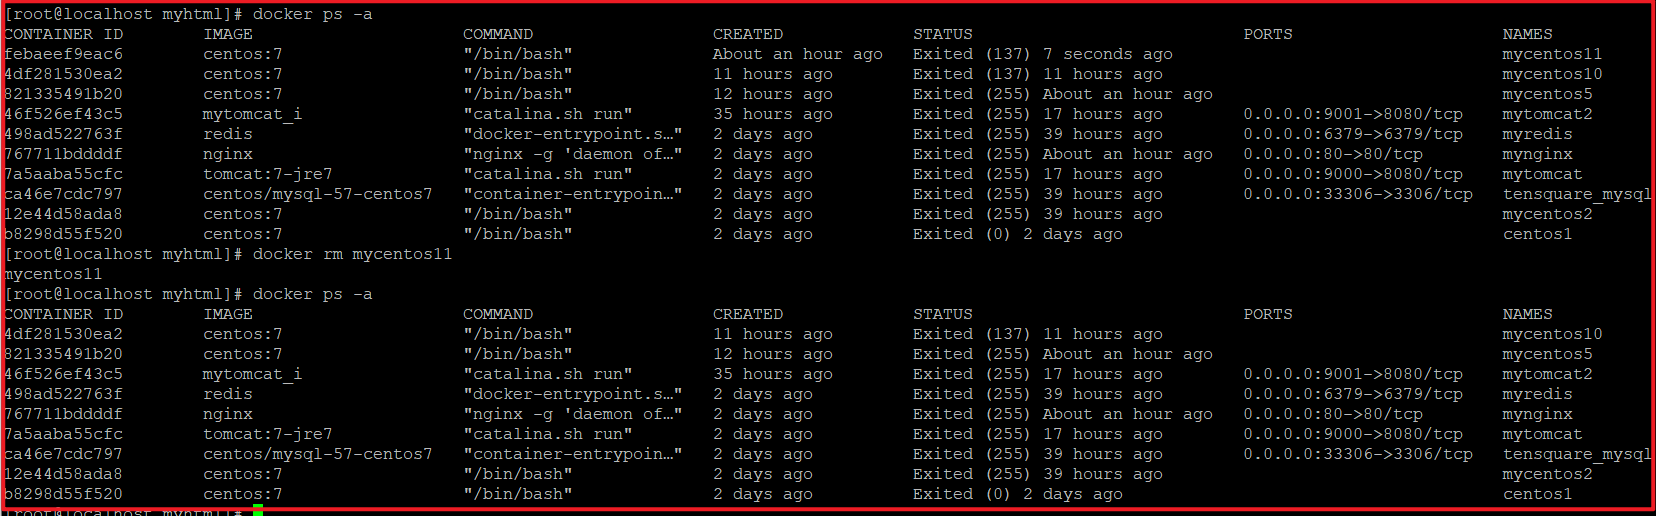 [root@localhost myhtml]# docker ps -a
CONTAINER ID        IMAGE                     COMMAND                  CREATED             STATUS                           PORTS                     NAMES
febaeef9eac6        centos:7                  "/bin/bash"              About an hour ago   Exited (137) 7 seconds ago                                 mycentos11
4df281530ea2        centos:7                  "/bin/bash"              11 hours ago        Exited (137) 11 hours ago                                  mycentos10
821335491b20        centos:7                  "/bin/bash"              12 hours ago        Exited (255) About an hour ago                             mycentos5
46f526ef43c5        mytomcat_i                "catalina.sh run"        35 hours ago        Exited (255) 17 hours ago        0.0.0.0:9001->8080/tcp    mytomcat2
498ad522763f        redis                     "docker-entrypoint.s…"   2 days ago          Exited (255) 39 hours ago        0.0.0.0:6379->6379/tcp    myredis
767711bddddf        nginx                     "nginx -g 'daemon of…"   2 days ago          Exited (255) About an hour ago   0.0.0.0:80->80/tcp        mynginx
7a5aaba55cfc        tomcat:7-jre7             "catalina.sh run"        2 days ago          Exited (255) 17 hours ago        0.0.0.0:9000->8080/tcp    mytomcat
ca46e7cdc797        centos/mysql-57-centos7   "container-entrypoin…"   2 days ago          Exited (255) 39 hours ago        0.0.0.0:33306->3306/tcp   tensquare_mysql
12e44d58ada8        centos:7                  "/bin/bash"              2 days ago          Exited (255) 39 hours ago                                  mycentos2
b8298d55f520        centos:7                  "/bin/bash"              2 days ago          Exited (0) 2 days ago                                      centos1
[root@localhost myhtml]# docker rm mycentos11
mycentos11
[root@localhost myhtml]# docker ps -a
CONTAINER ID        IMAGE                     COMMAND                  CREATED             STATUS                           PORTS                     NAMES
4df281530ea2        centos:7                  "/bin/bash"              11 hours ago        Exited (137) 11 hours ago                                  mycentos10
821335491b20        centos:7                  "/bin/bash"              12 hours ago        Exited (255) About an hour ago                             mycentos5
46f526ef43c5        mytomcat_i                "catalina.sh run"        35 hours ago        Exited (255) 17 hours ago        0.0.0.0:9001->8080/tcp    mytomcat2
498ad522763f        redis                     "docker-entrypoint.s…"   2 days ago          Exited (255) 39 hours ago        0.0.0.0:6379->6379/tcp    myredis
767711bddddf        nginx                     "nginx -g 'daemon of…"   2 days ago          Exited (255) About an hour ago   0.0.0.0:80->80/tcp        mynginx
7a5aaba55cfc        tomcat:7-jre7             "catalina.sh run"        2 days ago          Exited (255) 17 hours ago        0.0.0.0:9000->8080/tcp    mytomcat
ca46e7cdc797        centos/mysql-57-centos7   "container-entrypoin…"   2 days ago          Exited (255) 39 hours ago        0.0.0.0:33306->3306/tcp   tensquare_mysql
12e44d58ada8        centos:7                  "/bin/bash"              2 days ago          Exited (255) 39 hours ago                                  mycentos2
b8298d55f520        centos:7                  "/bin/bash"              2 days ago          Exited (0) 2 days ago                                      centos1
[root@localhost myhtml]#